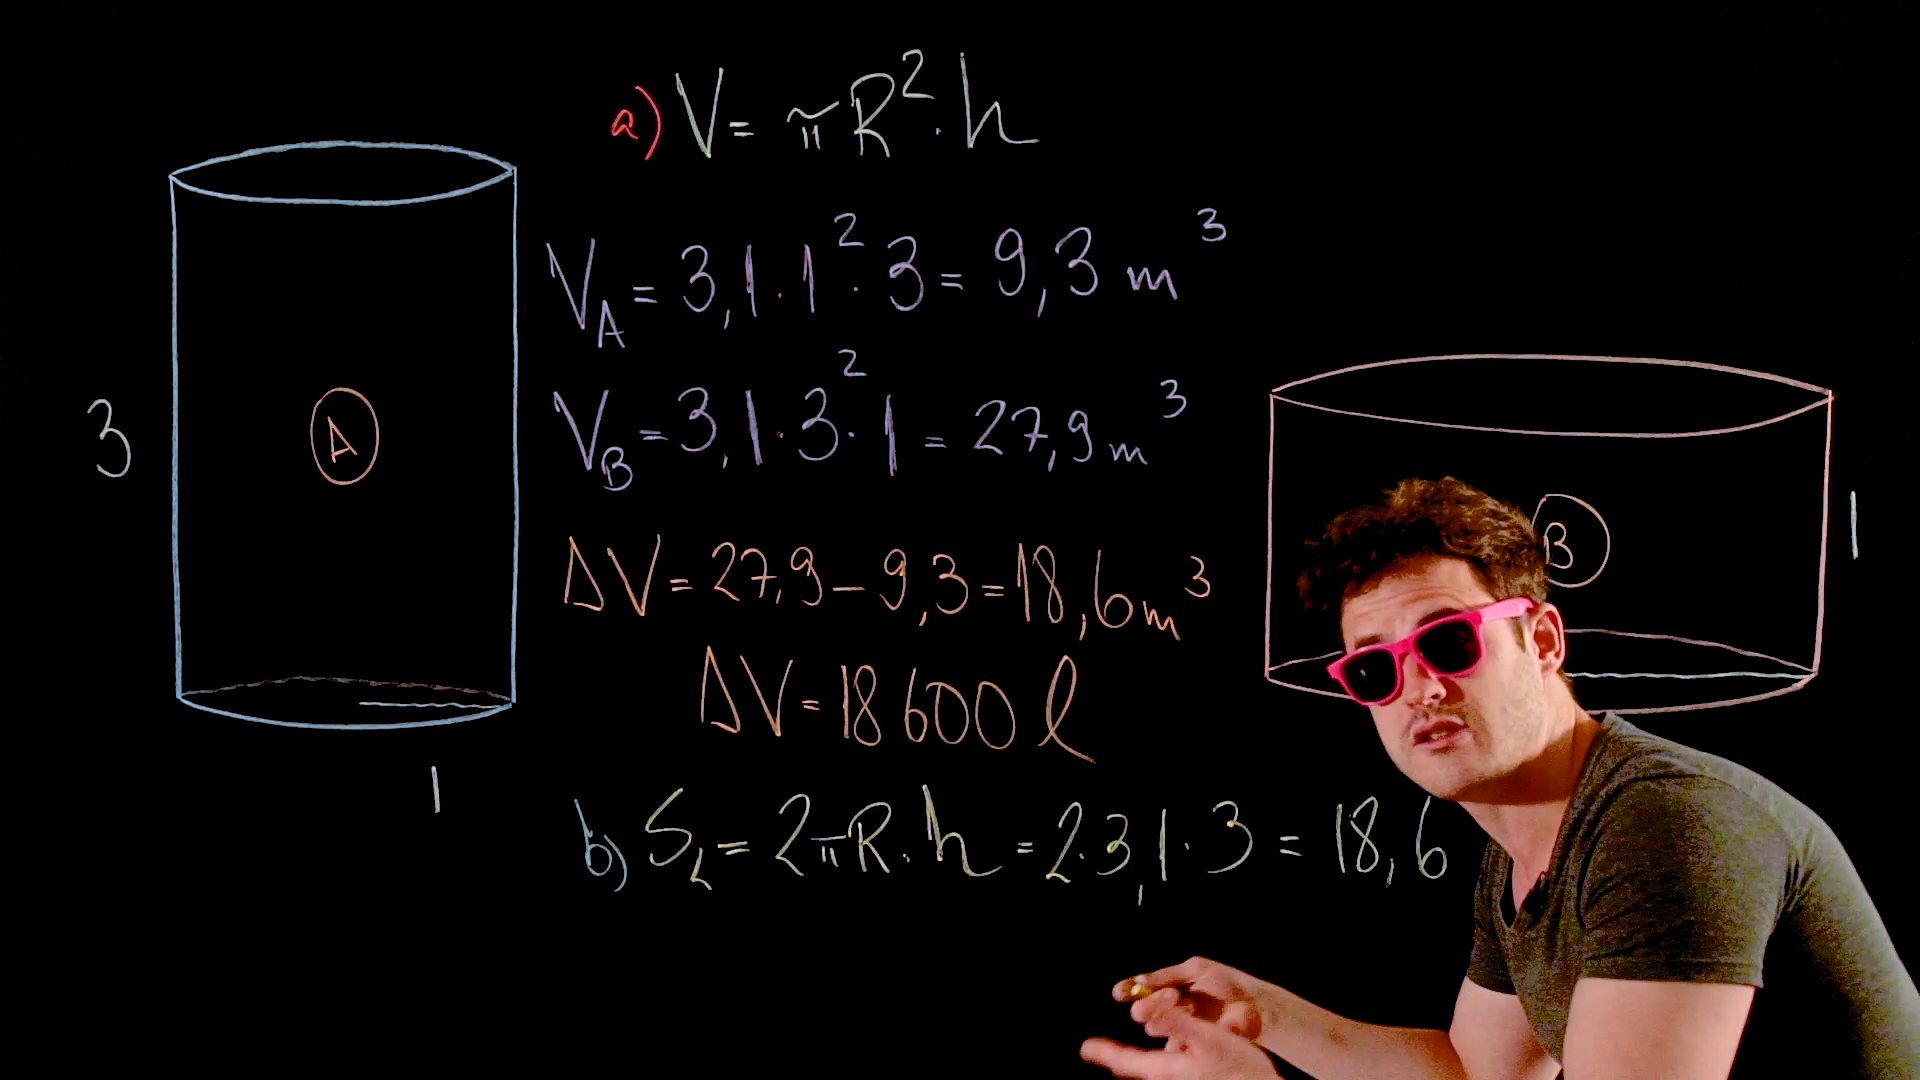 a) V = πR²·h
V_A = 3,1·1²·3 = 9,3 m³
V_B = 3,1·3²·1 = 27,9 m³
ΔV = 27,9 – 9,3 = 18,6 m³
ΔV = 18 600 l
b) S_L = 2πR·h = 2·3,1·3 = 18,6
3
A
1
B
1